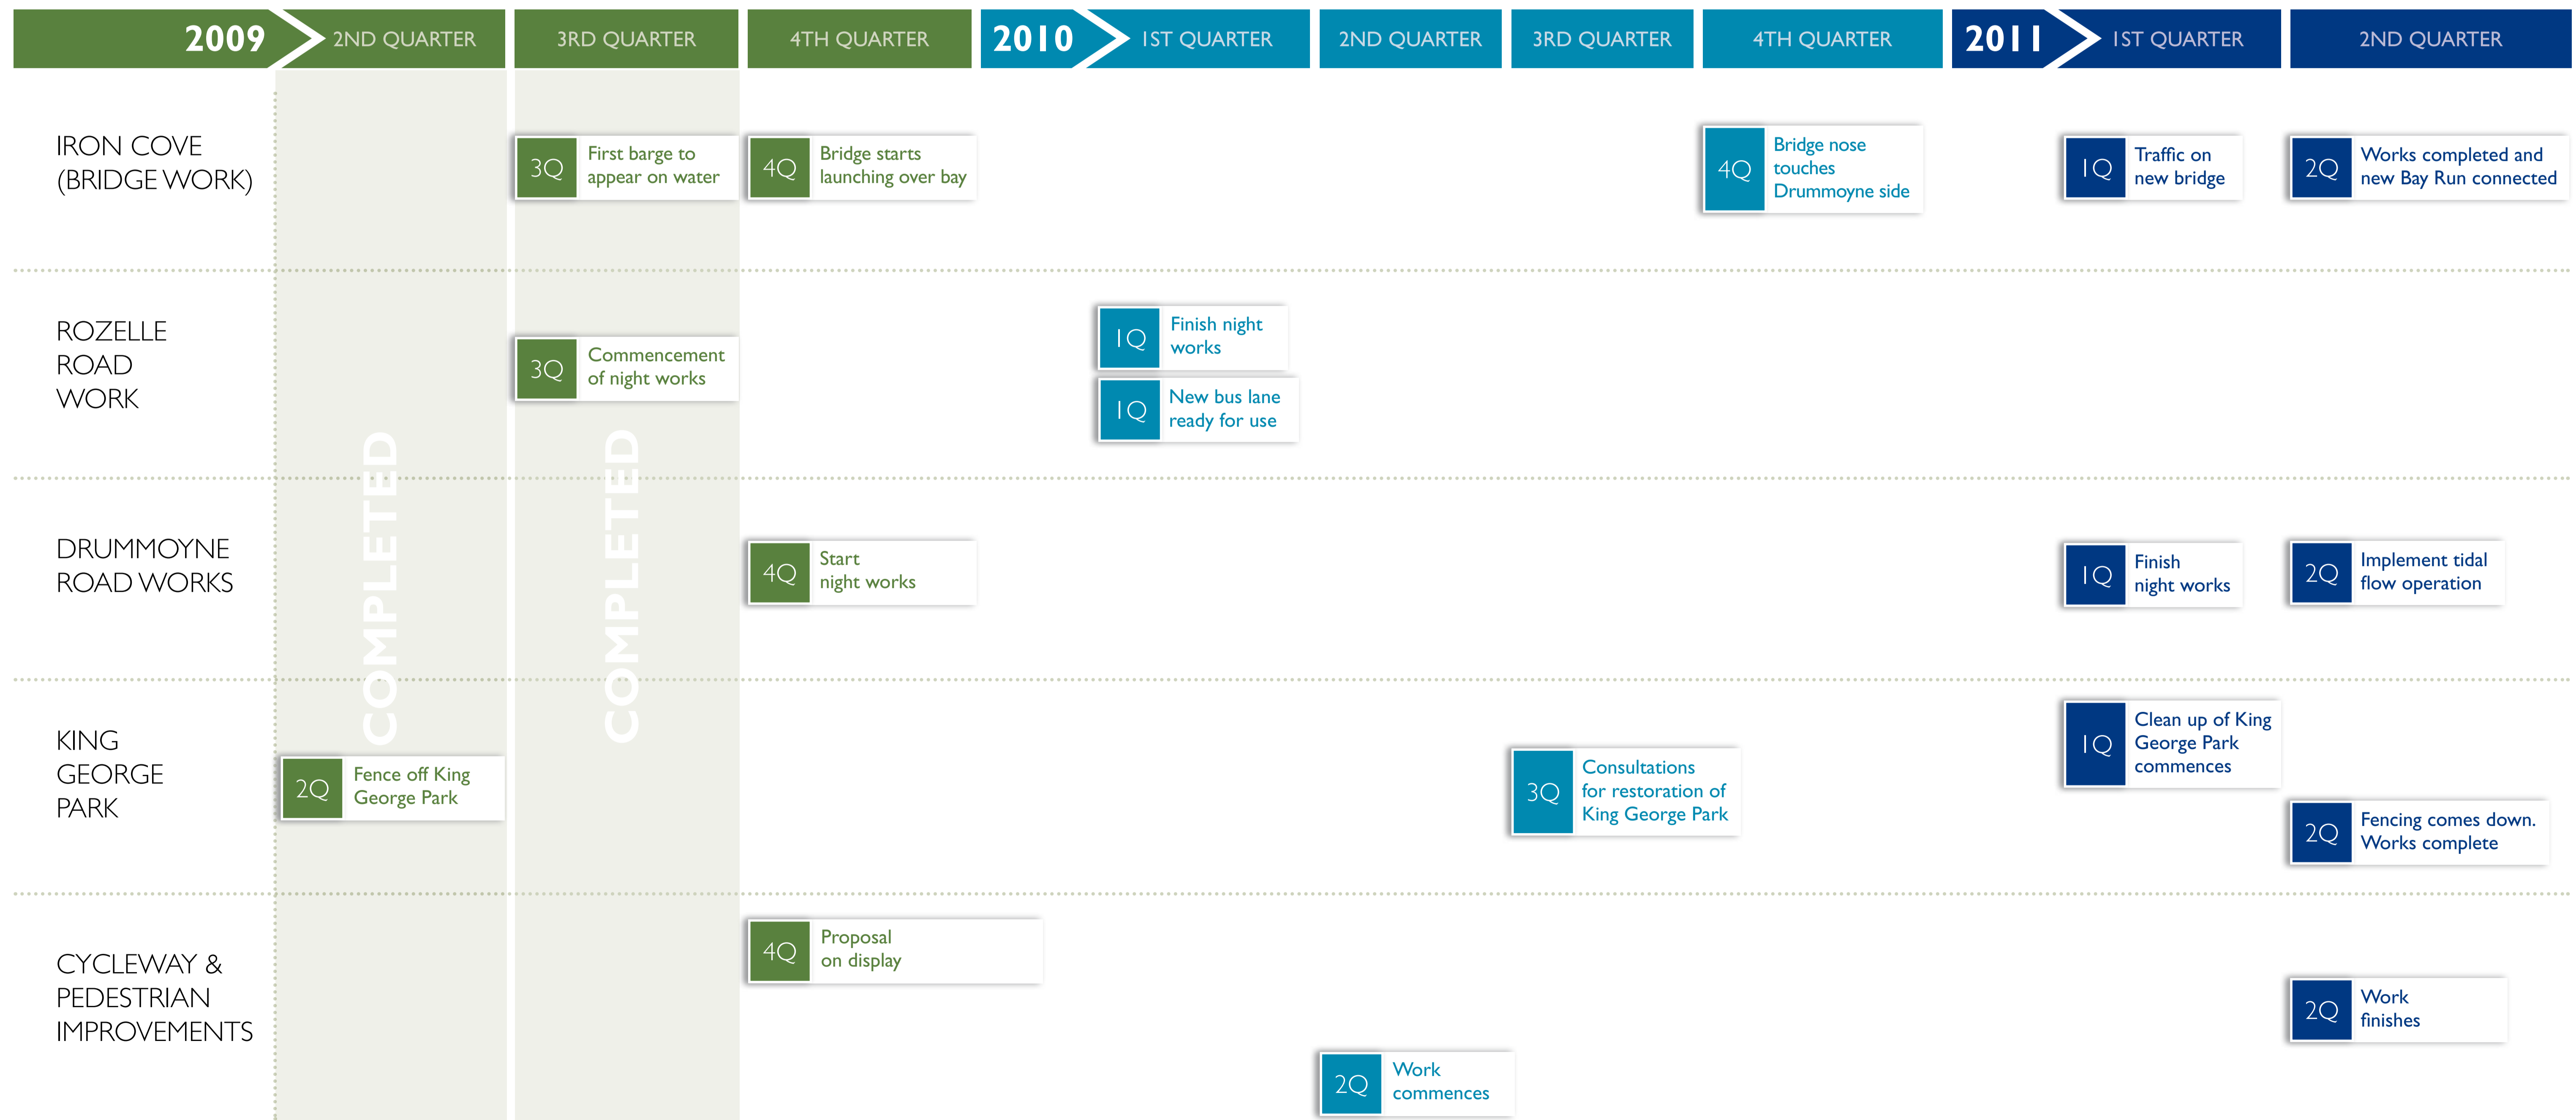 2009 2ND QUARTER 3RD QUARTER 4TH QUARTER 2010 1ST QUARTER 2ND QUARTER 3RD QUARTER 4TH QUARTER 2011 1ST QUARTER 2ND QUARTER
IRON COVE
(BRIDGE WORK)
3Q
First barge to
appear on water
4Q
Bridge starts
launching over bay
4Q
Bridge nose
touches
Drummoyne side
1Q
Traffic on
new bridge
2Q
Works completed and
new Bay Run connected
ROZELLE
ROAD
WORK
3Q
Commencement
of night works
1Q
Finish night
works
1Q
New bus lane
ready for use
COMPLETED
COMPLETED
DRUMMOYNE
ROAD WORKS
4Q
Start
night works
1Q
Finish
night works
2Q
Implement tidal
flow operation
KING
GEORGE
PARK
2Q
Fence off King
George Park
3Q
Consultations
for restoration of
King George Park
1Q
Clean up of King
George Park
commences
2Q
Fencing comes down.
Works complete
CYCLEWAY &
PEDESTRIAN
IMPROVEMENTS
4Q
Proposal
on display
2Q
Work
commences
2Q
Work
finishes